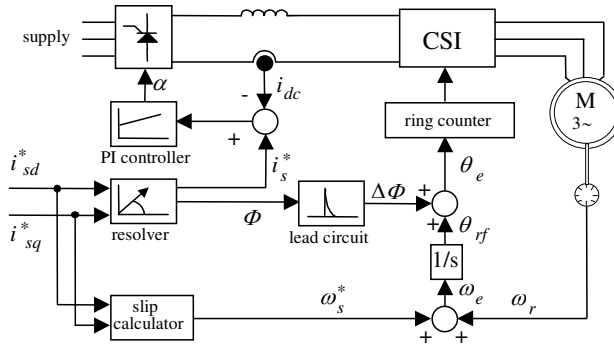 supply
CSI
α
-
i_dc
M
3~
PI controller
+
ring counter
i*_sd
i*_s
θ_e
resolver
Φ
lead circuit
ΔΦ
+
+
i*_sq
θ_rf
1/s
slip
calculator
ω*_s
ω_e
ω_r
+
+